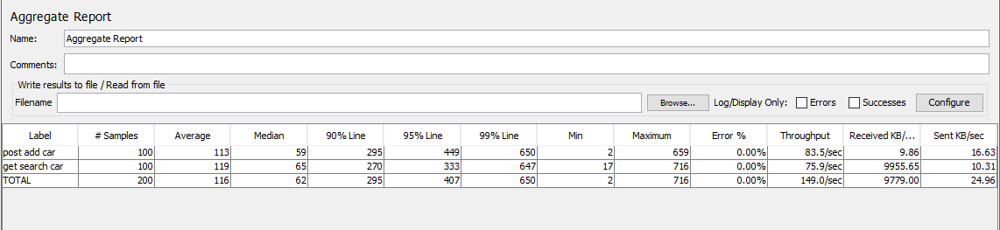 Aggregate Report
Name: Aggregate Report
Comments:
Write results to file / Read from file
Filename Browse... Log/Display Only: Errors Successes Configure
Label # Samples Average Median 90% Line 95% Line 99% Line Min Maximum Error % Throughput Received KB/... Sent KB/sec
post add car 100 113 59 295 449 650 2 659 0.00% 83.5/sec 9.86 16.63
get search car 100 119 65 270 333 647 17 716 0.00% 75.9/sec 9955.65 10.31
TOTAL 200 116 62 295 407 650 2 716 0.00% 149.0/sec 9779.00 24.96